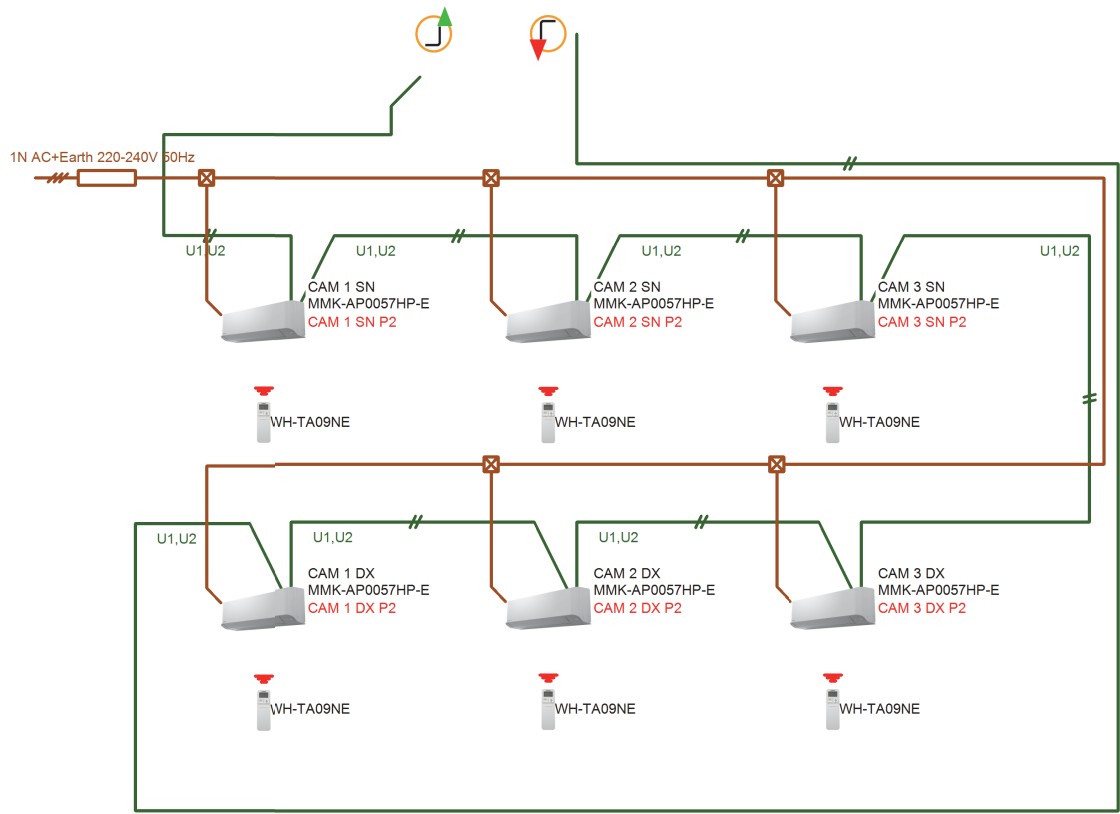 1N AC+Earth 220-240V 50Hz
U1,U2
U1,U2
U1,U2
U1,U2
CAM 1 SN
MMK-AP0057HP-E
CAM 1 SN P2
CAM 2 SN
MMK-AP0057HP-E
CAM 2 SN P2
CAM 3 SN
MMK-AP0057HP-E
CAM 3 SN P2
WH-TA09NE
WH-TA09NE
WH-TA09NE
U1,U2
U1,U2
U1,U2
CAM 1 DX
MMK-AP0057HP-E
CAM 1 DX P2
CAM 2 DX
MMK-AP0057HP-E
CAM 2 DX P2
CAM 3 DX
MMK-AP0057HP-E
CAM 3 DX P2
WH-TA09NE
WH-TA09NE
WH-TA09NE